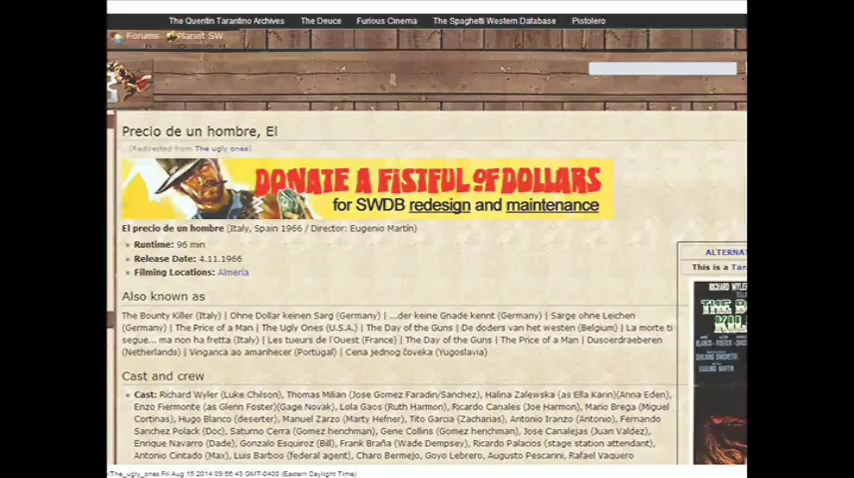 The Quentin Tarantino Archives The Deuce Furious Cinema The Spaghetti Western Database Pistolero
Forums Planet SW
Precio de un hombre, El
(Redirected from The ugly ones)
DONATE A FISTFUL OF DOLLARS
for SWDB redesign and maintenance
El precio de un hombre (Italy, Spain 1966 / Director: Eugenio Martín)
Runtime: 96 min
Release Date: 4.11.1966
Filming Locations: Almería
Also known as
The Bounty Killer (Italy) | Ohne Dollar keinen Sarg (Germany) | ...der keine Gnade kennt (Germany) | Särge ohne Leichen
(Germany) | The Price of a Man | The Ugly Ones (U.S.A.) | The Day of the Guns | De doders van het westen (Belgium) | La morte ti
segue... ma non ha fretta (Italy) | Les tueurs de l'Ouest (France) | The Day of the Guns | The Price of a Man | Dusoerdraeberen
(Netherlands) | Vingança ao amanhecer (Portugal) | Cena jednog čoveka (Yugoslavia)
Cast and crew
Cast: Richard Wyler (Luke Chilson), Thomas Milian (Jose Gomez Faradin/Sanchez), Halina Zalewska (as Ella Karin)(Anna Eden),
Enzo Fiermonte (as Glenn Foster)(Gage Novak), Lola Gaos (Ruth Harmon), Ricardo Canales (Joe Harmon), Mario Brega (Miguel
Cortinas), Hugo Blanco (deserter), Manuel Zarzo (Marty Hefner), Tito Garcia (Zacharias), Antonio Iranzo (Antonio), Fernando
Sanchez Polack (Doc), Saturno Cerra (Gomez henchman), Gene Collins (Gomez henchman), Jose Canalejas (Juan Valdez),
Enrique Navarro (Dade), Gonzalo Esquiroz (Bill), Frank Braña (Wade Dempsey), Ricardo Palacios (stage station attendant),
Antonio Cintado (Max), Luis Barboo (federal agent), Charo Bermejo, Goyo Lebrero, Augusto Pescarini, Rafael Vaquero
ALTERNAT
This is a Tar
RICHARD WYLER
THE BO
KIL
EUGENIO MARTIN
The_ugly_ones Fri Aug 15 2014 09:56:43 GMT-0400 (Eastern Daylight Time)